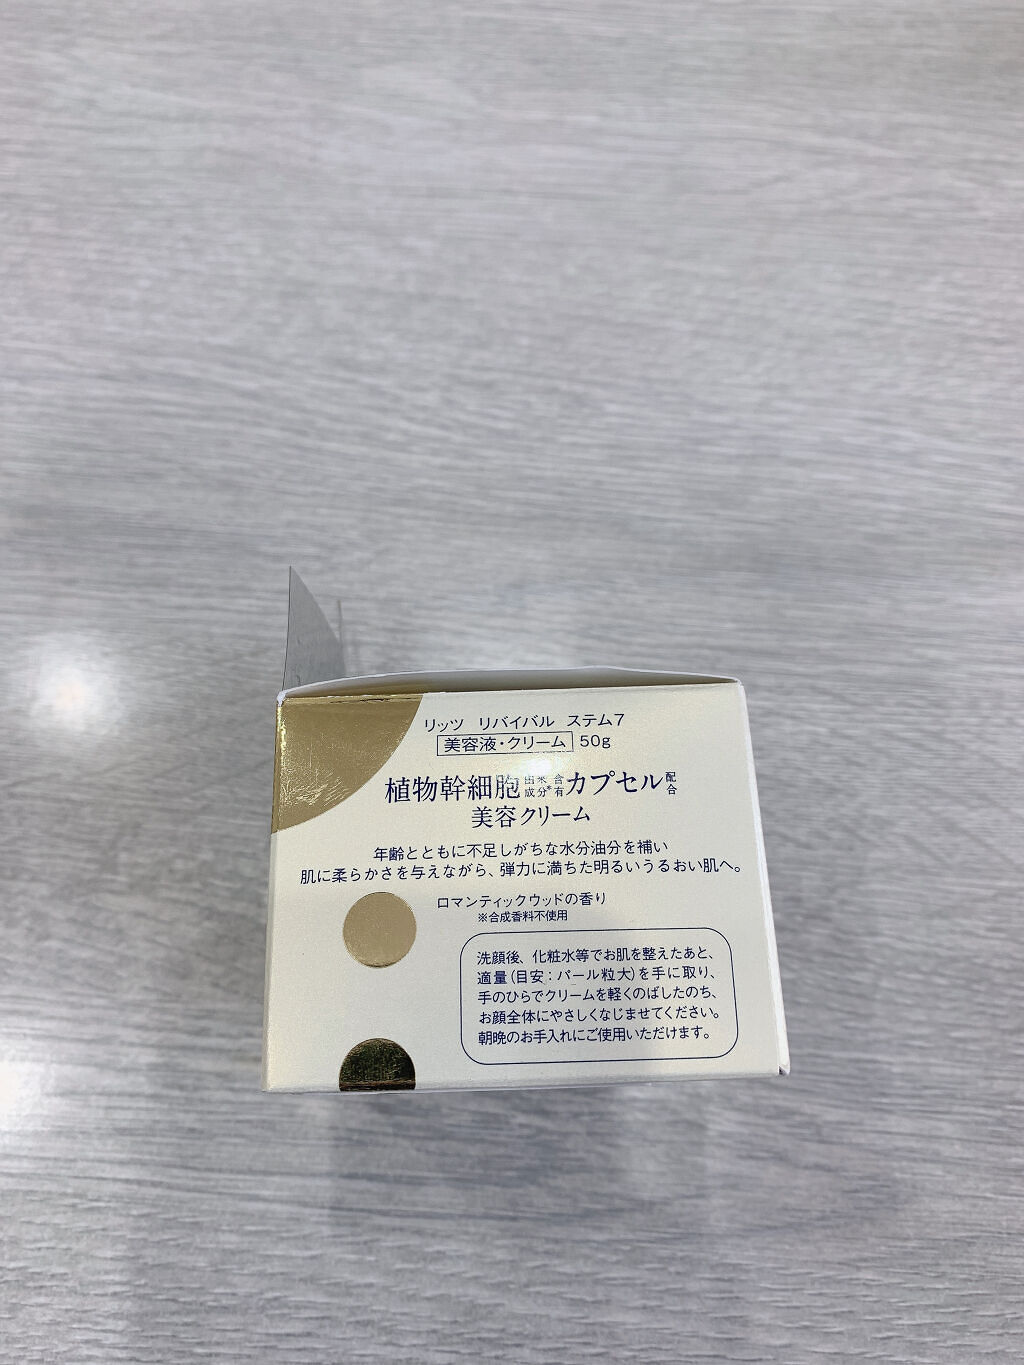 リッツ リバイバル ステム7
美容液・クリーム 50g
植物幹細胞由来成分*含有カプセル配合
美容クリーム
年齢とともに不足しがちな水分油分を補い
肌に柔らかさを与えながら、弾力に満ちた明るいうるおい肌へ。
ロマンティックウッドの香り
※合成香料不使用
洗顔後、化粧水等でお肌を整えたあと、
適量(目安:パール粒大)を手に取り、
手のひらでクリームを軽くのばしたのち、
お顔全体にやさしくなじませてください。
朝晩のお手入れにご使用いただけます。